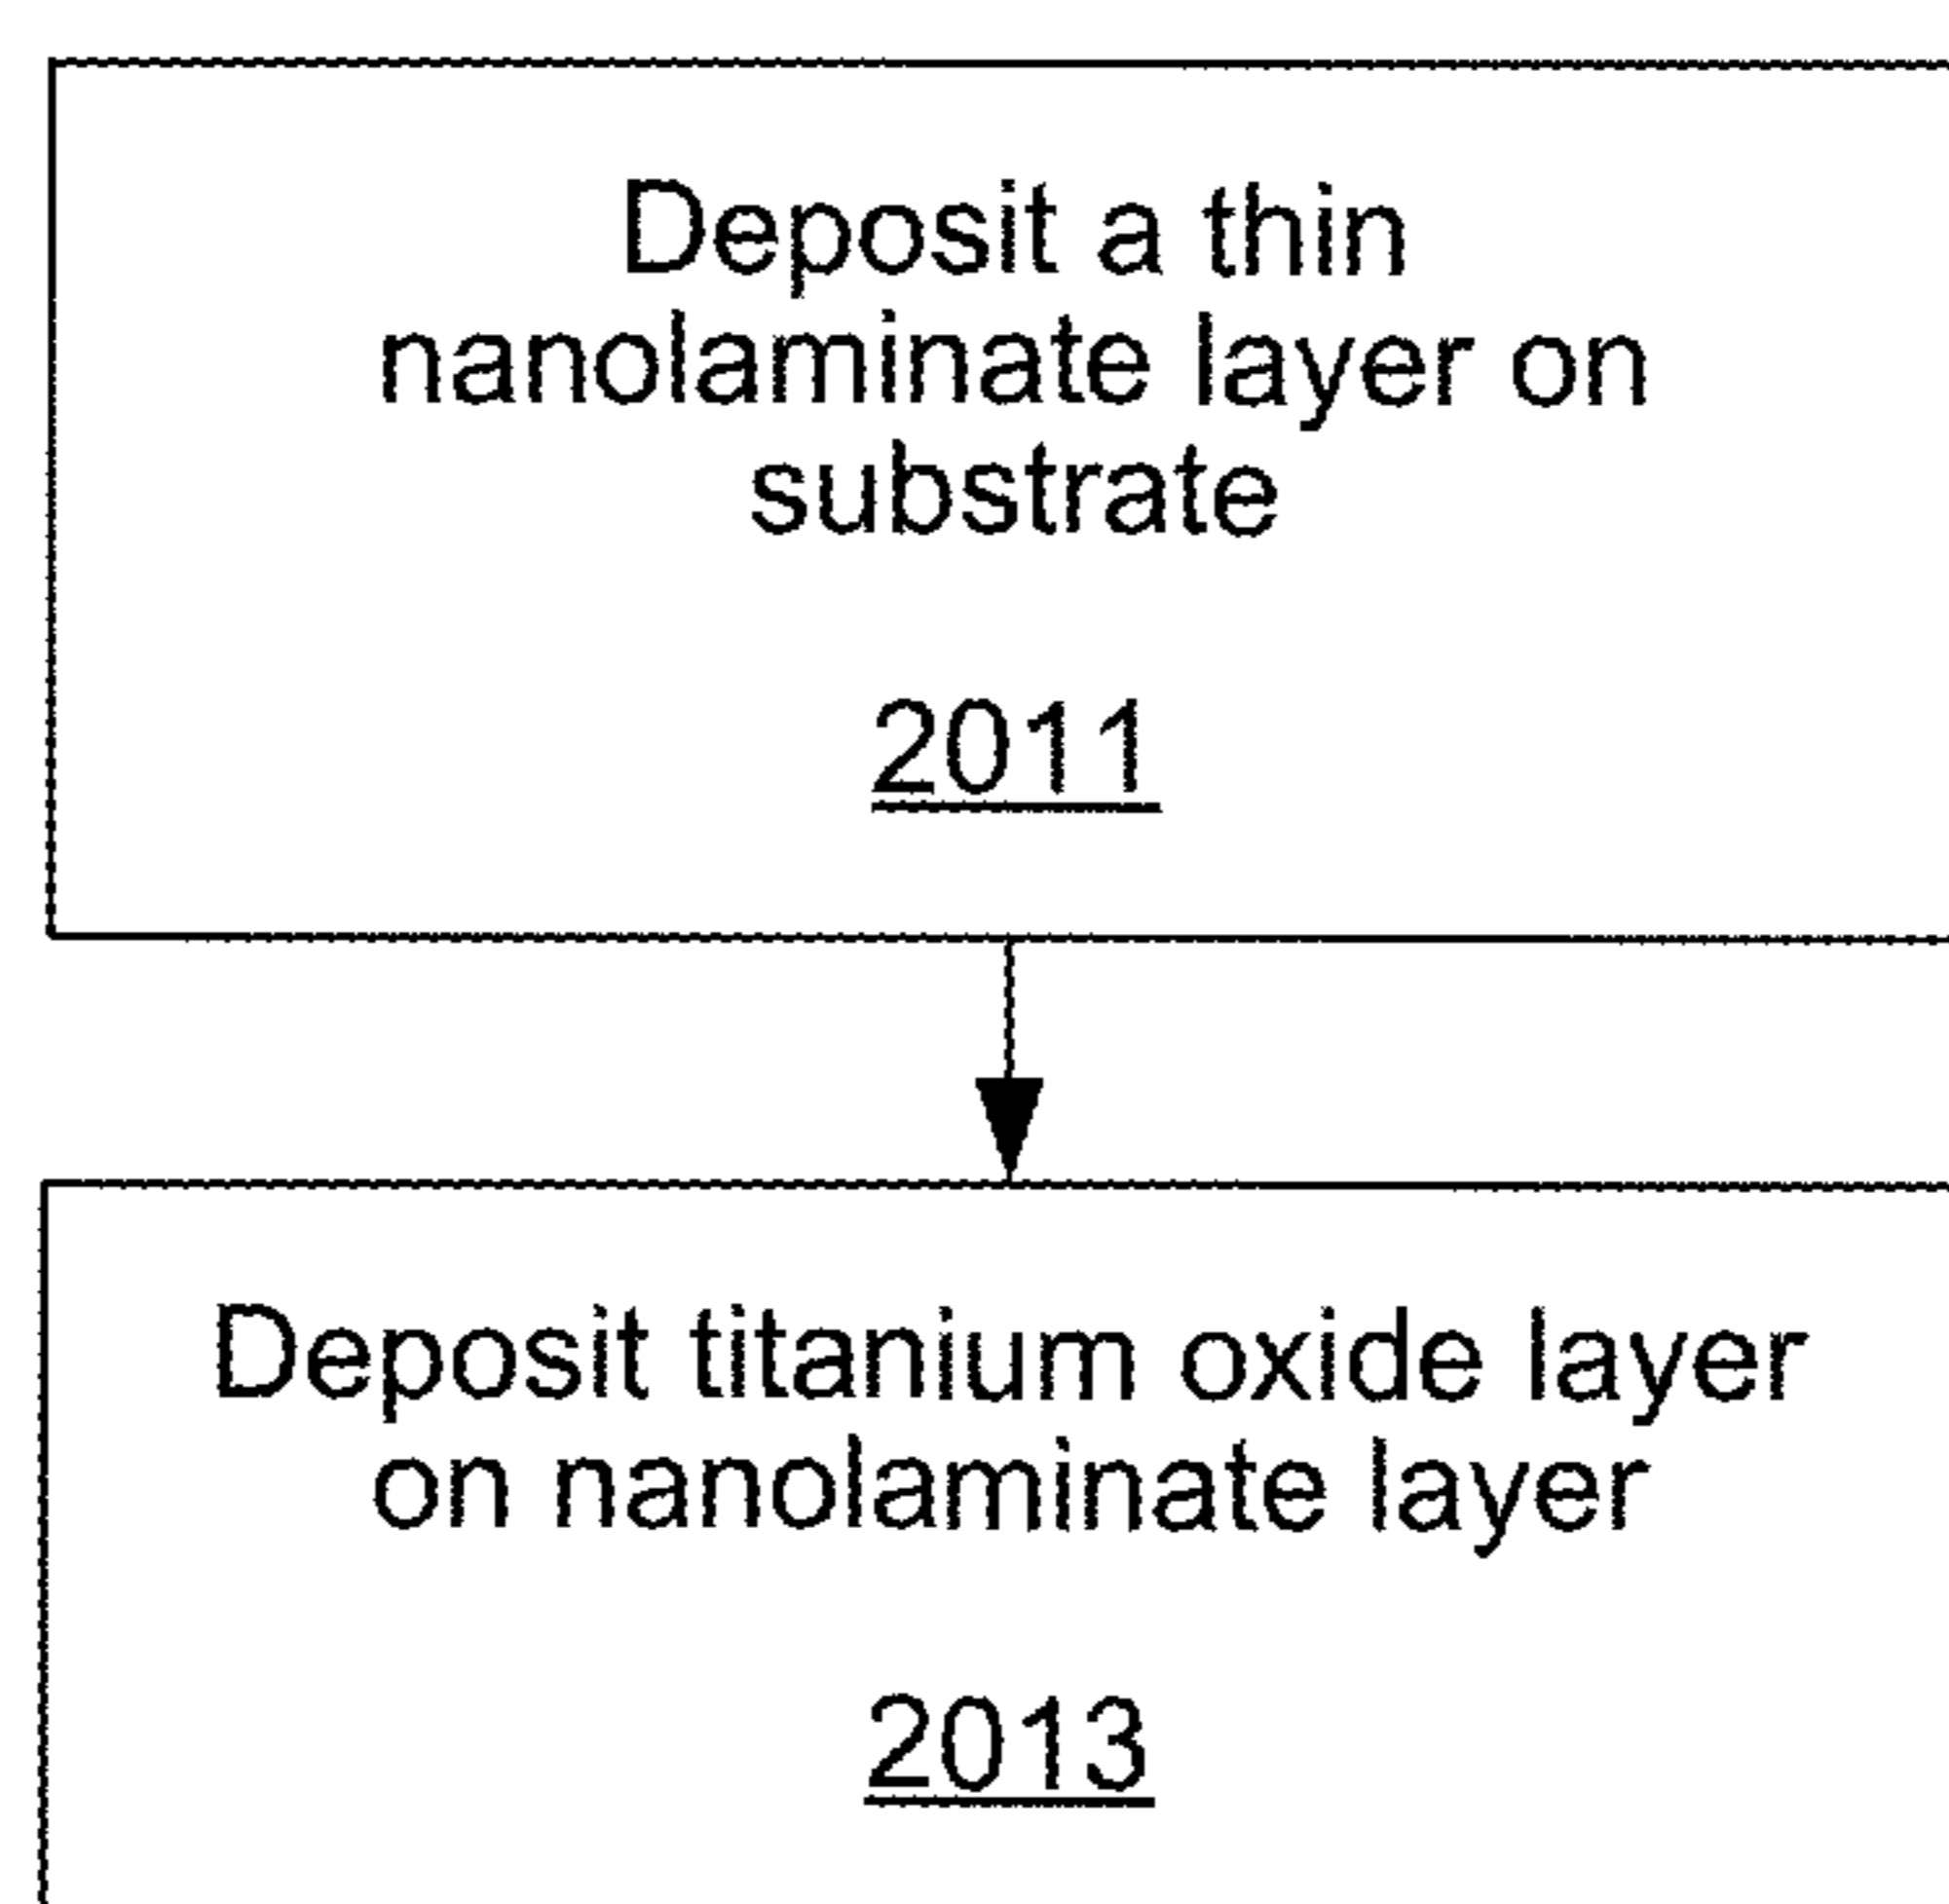 Deposit a thin
nanolaminate layer on
substrate
2011
Deposit titanium oxide layer
on nanolaminate layer
2013